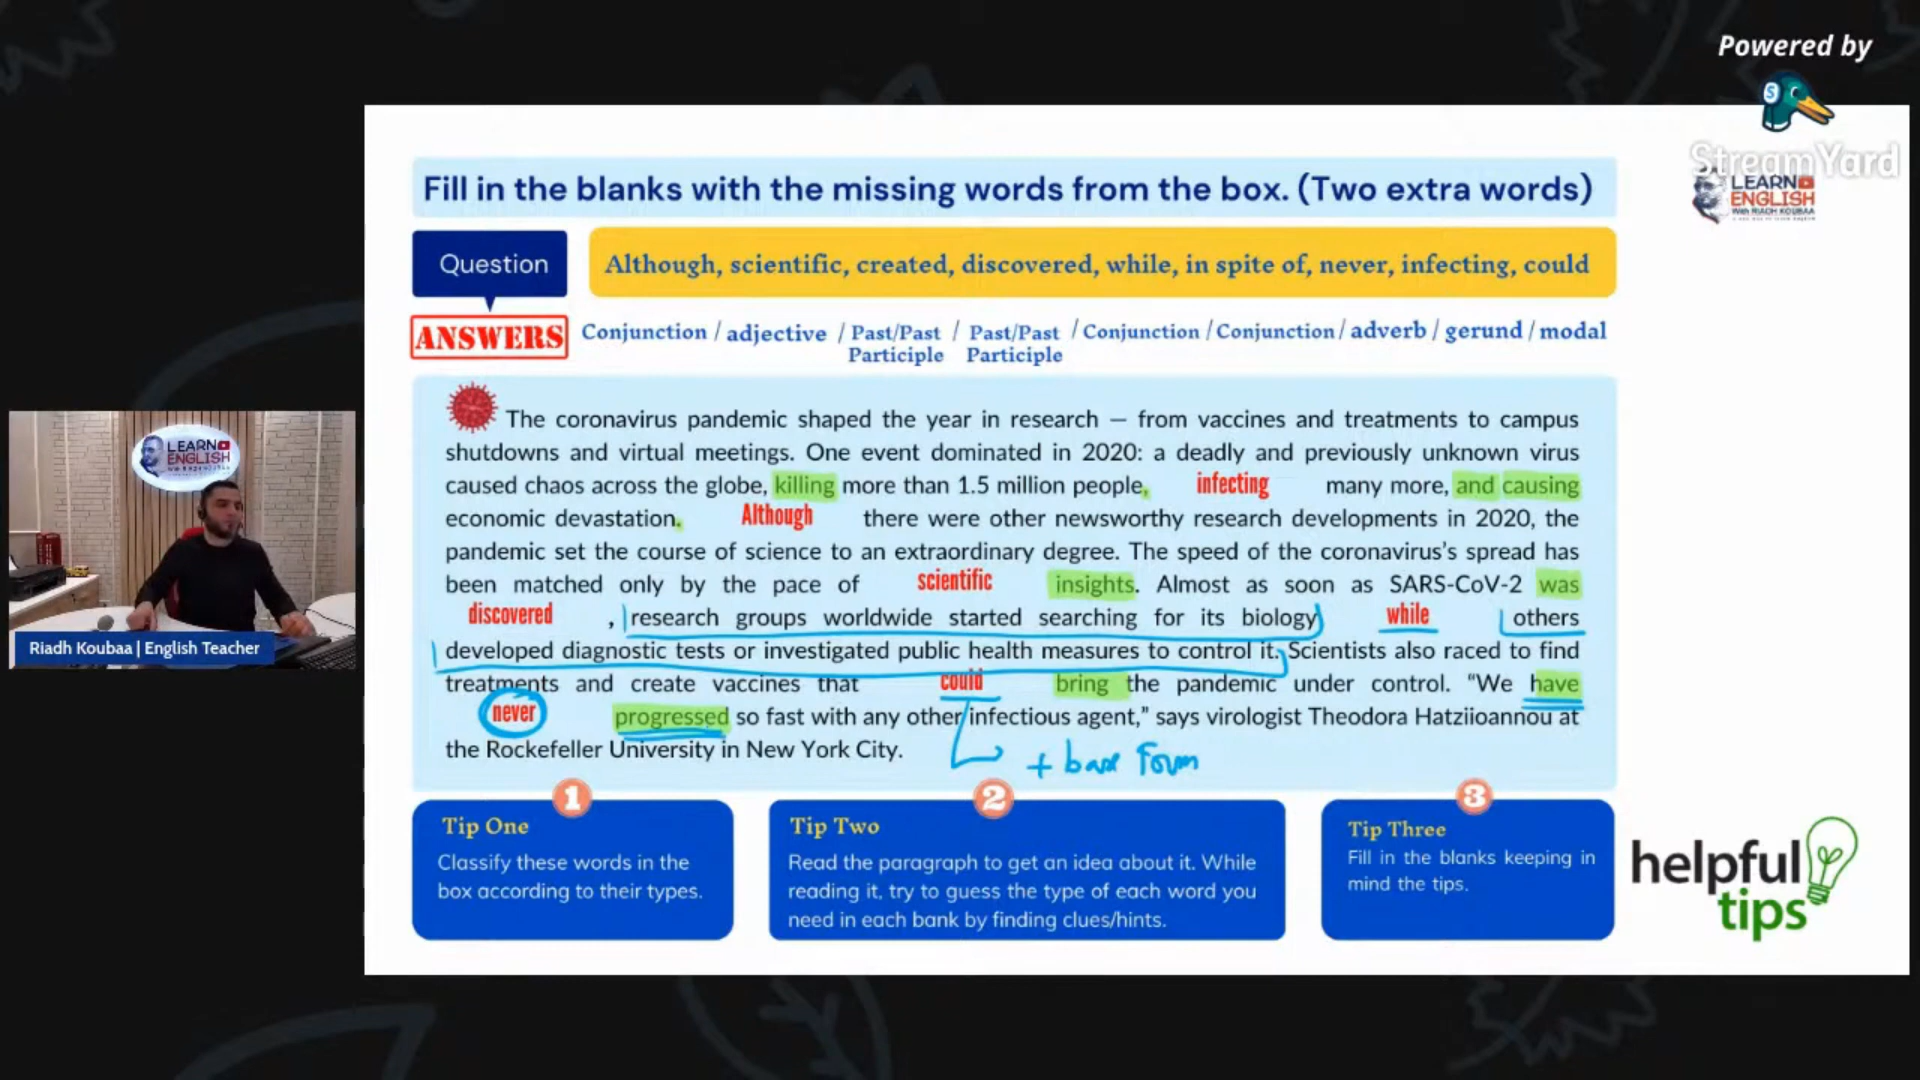 Powered by
StreamYard
LEARN
ENGLISH
With RIADH KOUBAA
Fill in the blanks with the missing words from the box. (Two extra words)
Question
Although, scientific, created, discovered, while, in spite of, never, infecting, could
ANSWERS
Conjunction / adjective / Past/Past Participle / Past/Past Participle / Conjunction / Conjunction / adverb / gerund / modal
The coronavirus pandemic shaped the year in research — from vaccines and treatments to campus
shutdowns and virtual meetings. One event dominated in 2020: a deadly and previously unknown virus
caused chaos across the globe, killing more than 1.5 million people, infecting many more, and causing
economic devastation. Although there were other newsworthy research developments in 2020, the
pandemic set the course of science to an extraordinary degree. The speed of the coronavirus's spread has
been matched only by the pace of scientific insights. Almost as soon as SARS-CoV-2 was
discovered , research groups worldwide started searching for its biology while others
developed diagnostic tests or investigated public health measures to control it. Scientists also raced to find
treatments and create vaccines that could bring the pandemic under control. “We have
never progressed so fast with any other infectious agent,” says virologist Theodora Hatziioannou at
the Rockefeller University in New York City.
+ base Form
1
Tip One
Classify these words in the
box according to their types.
2
Tip Two
Read the paragraph to get an idea about it. While
reading it, try to guess the type of each word you
need in each bank by finding clues/hints.
3
Tip Three
Fill in the blanks keeping in
mind the tips.
helpful
tips
LEARN
ENGLISH
Riadh Koubaa | English Teacher